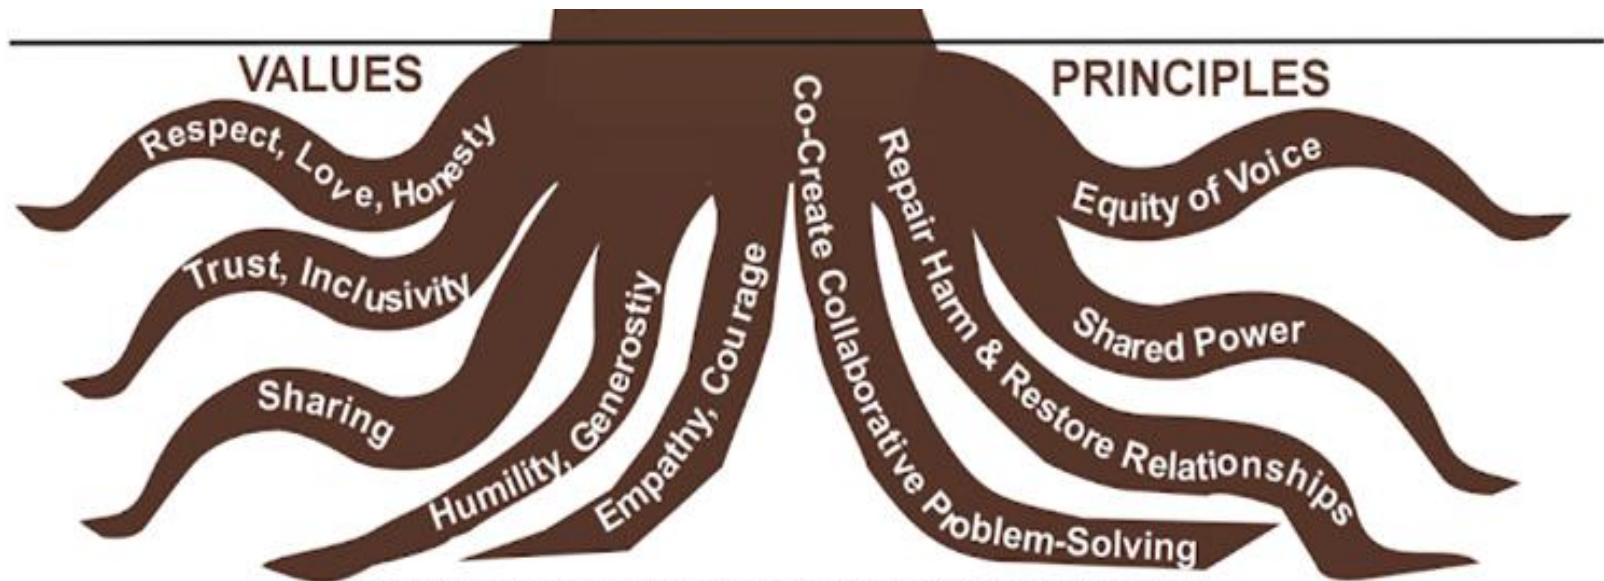 VALUES
Respect, Love, Honesty
Trust, Inclusivity
Sharing
Humility, Generostiy
Empathy, Courage
PRINCIPLES
Co-Create Collaborative Problem-Solving
Repair Harm & Restore Relationships
Equity of Voice
Shared Power